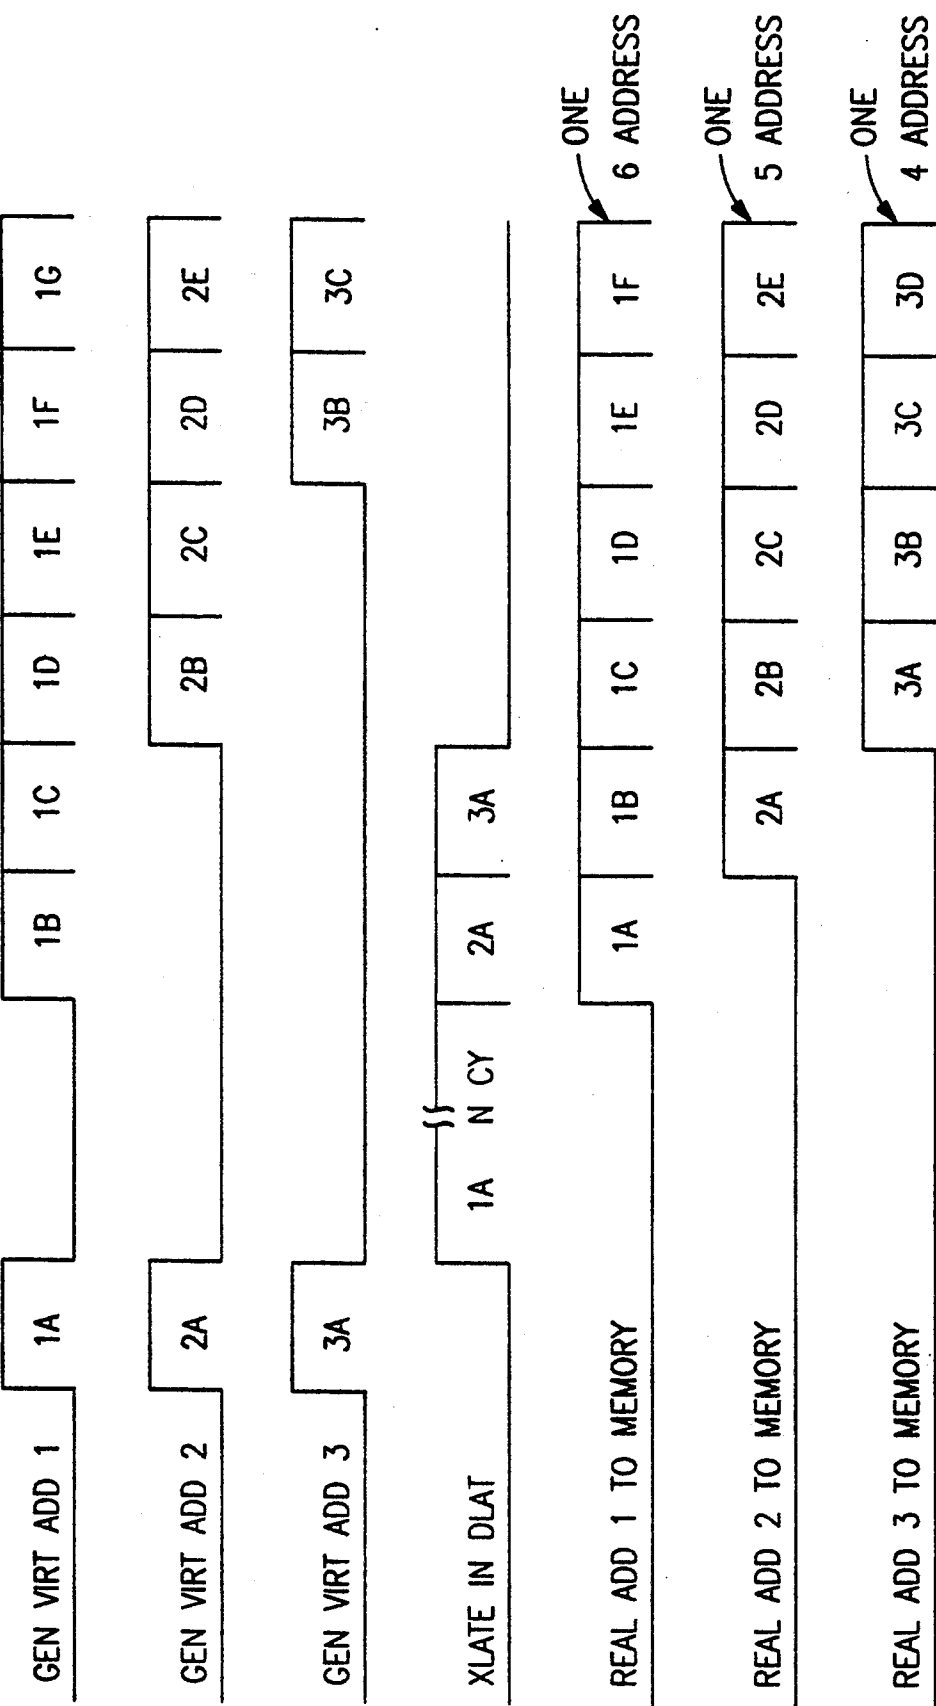 GEN VIRT ADD 1 1A 1B 1C 1D 1E 1F 1G
GEN VIRT ADD 2 2A 2B 2C 2D 2E
GEN VIRT ADD 3 3A 3B 3C
XLATE IN DLAT 1A N CY 2A 3A
REAL ADD 1 TO MEMORY 1A 1B 1C 1D 1E 1F
ONE
6 ADDRESS
REAL ADD 2 TO MEMORY 2A 2B 2C 2D 2E
ONE
5 ADDRESS
REAL ADD 3 TO MEMORY 3A 3B 3C 3D
ONE
4 ADDRESS